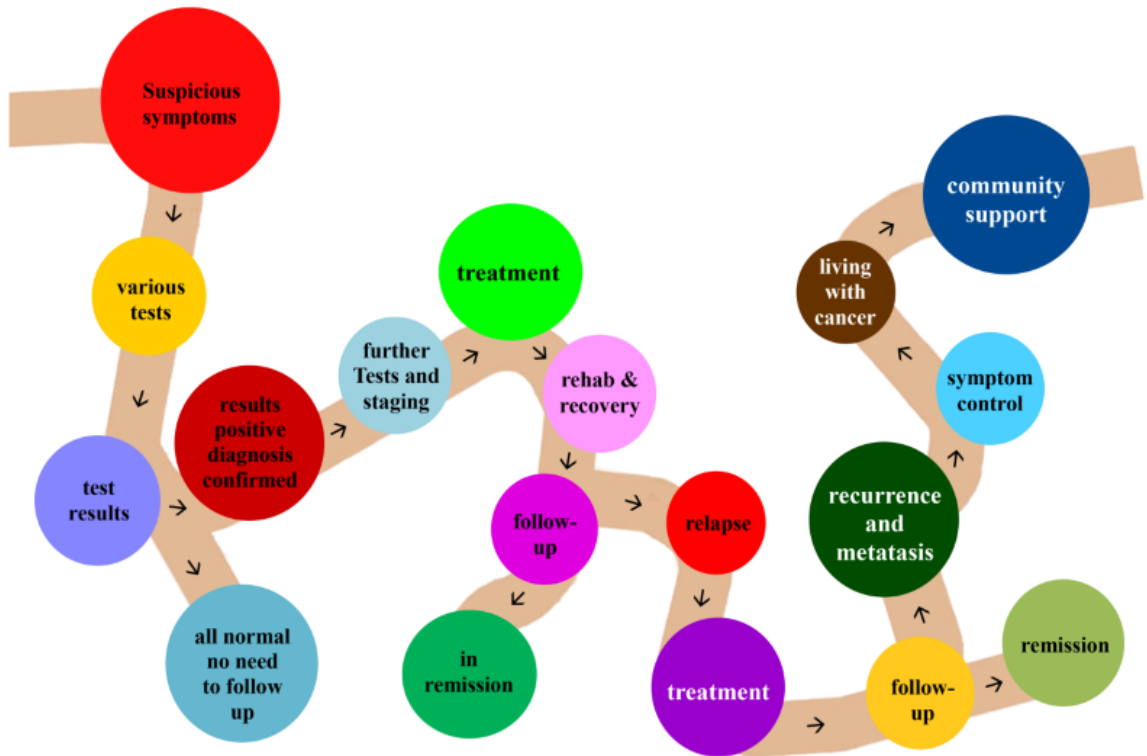 Suspicious
symptoms
various
tests
test
results
results
positive
diagnosis
confirmed
all normal
no need
to follow
up
further
Tests and
staging
treatment
rehab &
recovery
follow-
up
in
remission
relapse
treatment
follow-
up
remission
recurrence
and
metatasis
symptom
control
living
with
cancer
community
support